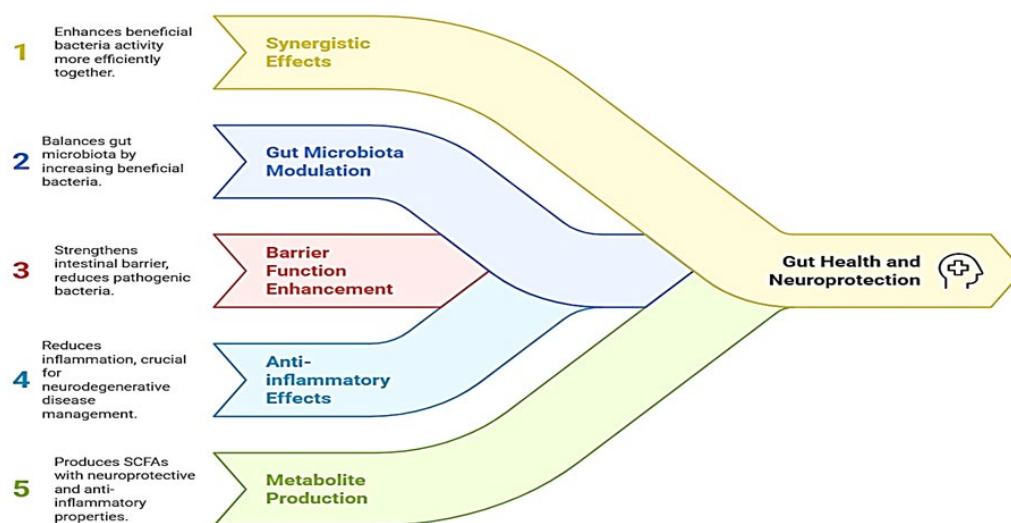 1
Enhances beneficial
bacteria activity
more efficiently
together.
Synergistic
Effects
2
Balances gut
microbiota by
increasing beneficial
bacteria.
Gut Microbiota
Modulation
3
Strengthens
intestinal barrier,
reduces pathogenic
bacteria.
Barrier
Function
Enhancement
Gut Health and
Neuroprotection
4
Reduces
inflammation, crucial
for
neurodegenerative
disease
management.
Anti-
inflammatory
Effects
5
Produces SCFAs
with neuroprotective
and anti-
inflammatory
properties.
Metabolite
Production